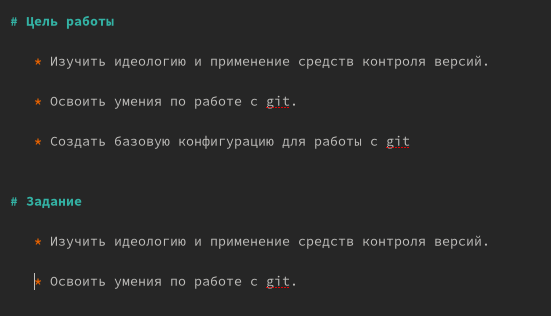 # Цель работы
* Изучить идеологию и применение средств контроля версий.
* Освоить умения по работе с git.
* Создать базовую конфигурацию для работы с git
# Задание
* Изучить идеологию и применение средств контроля версий.
* Освоить умения по работе с git.